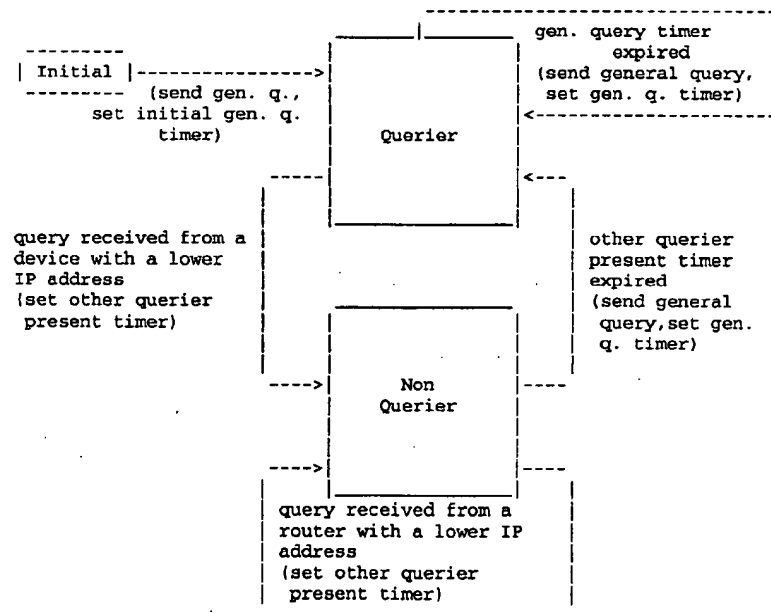 gen. query timer
expired
(send general query,
set gen. q. timer)
Initial
(send gen. q.,
set initial gen. q.
timer)
Querier
query received from a
device with a lower
IP address
(set other querier
present timer)
other querier
present timer
expired
(send general
query,set gen.
q. timer)
Non
Querier
query received from a
router with a lower IP
address
(set other querier
present timer)